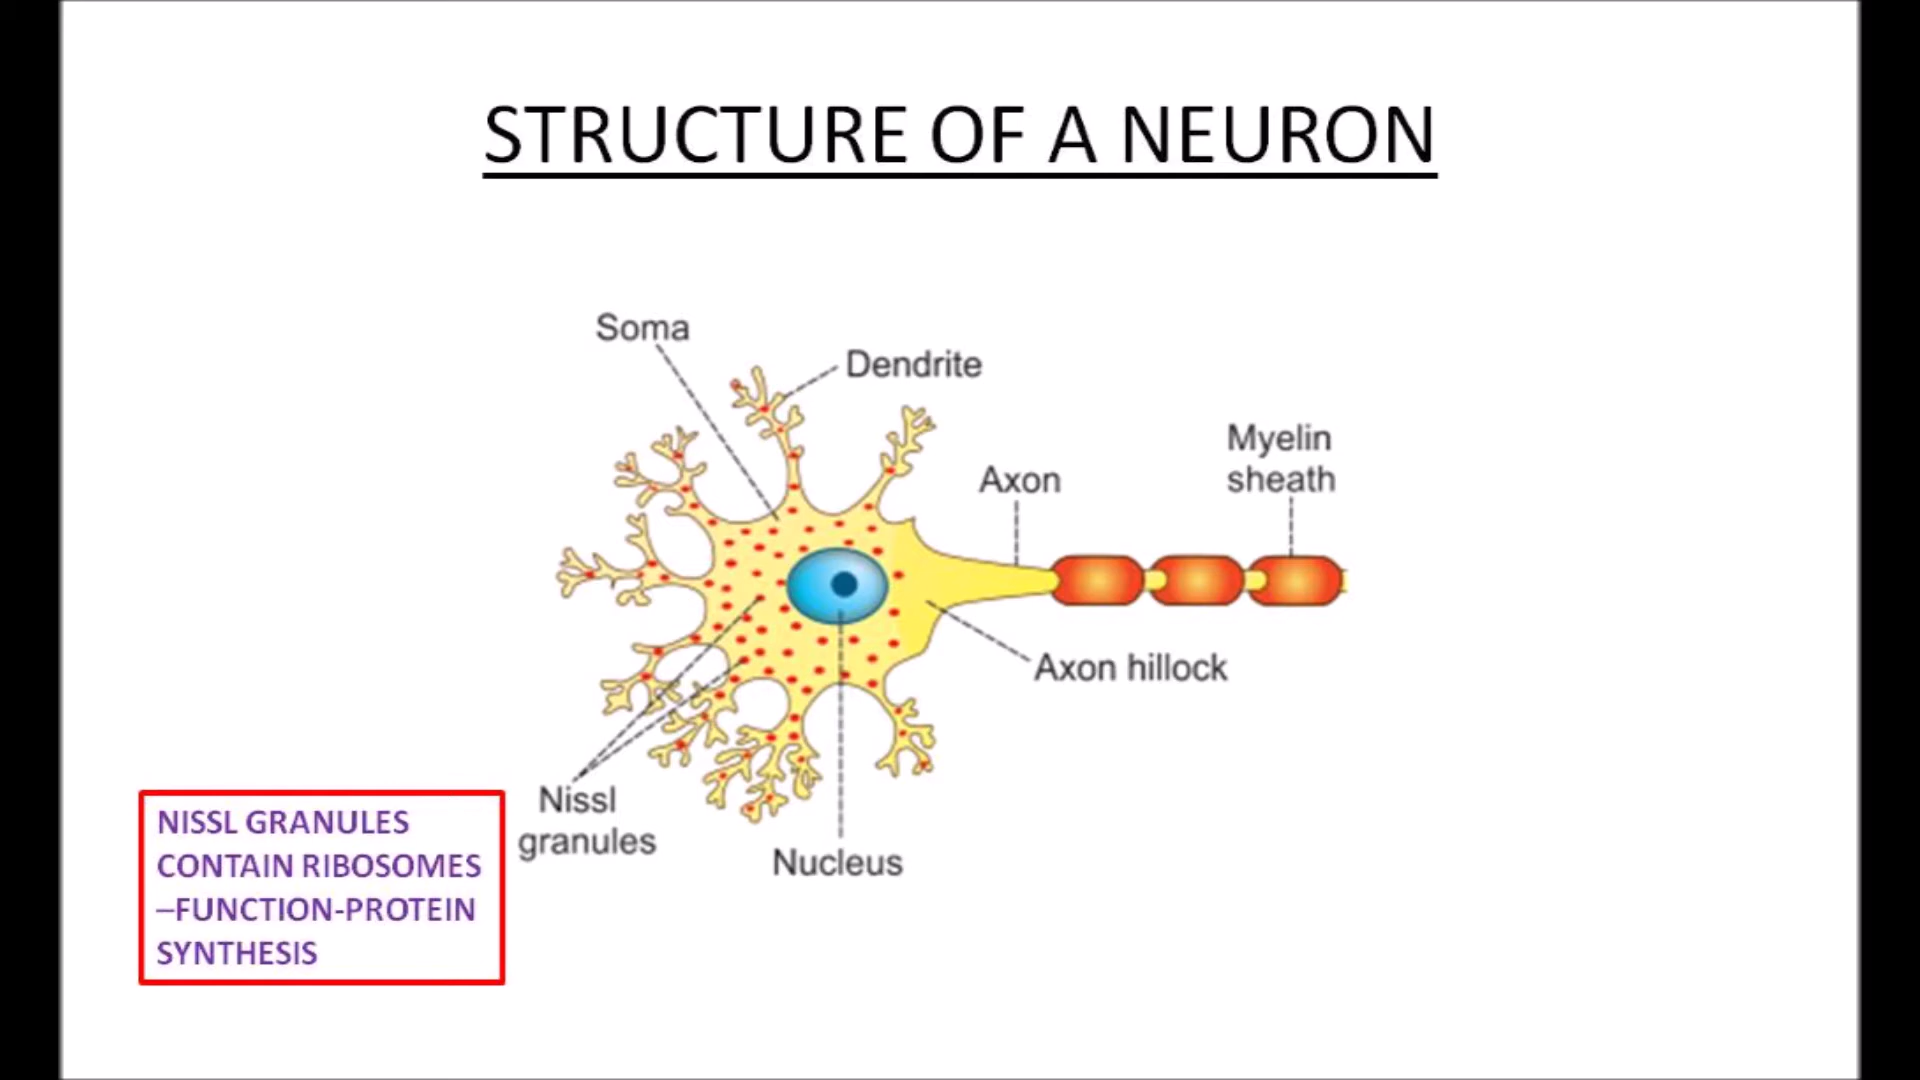 STRUCTURE OF A NEURON
Soma
Dendrite
Myelin
sheath
Axon
Axon hillock
Nissl
granules
Nucleus
NISSL GRANULES
CONTAIN RIBOSOMES
–FUNCTION-PROTEIN
SYNTHESIS